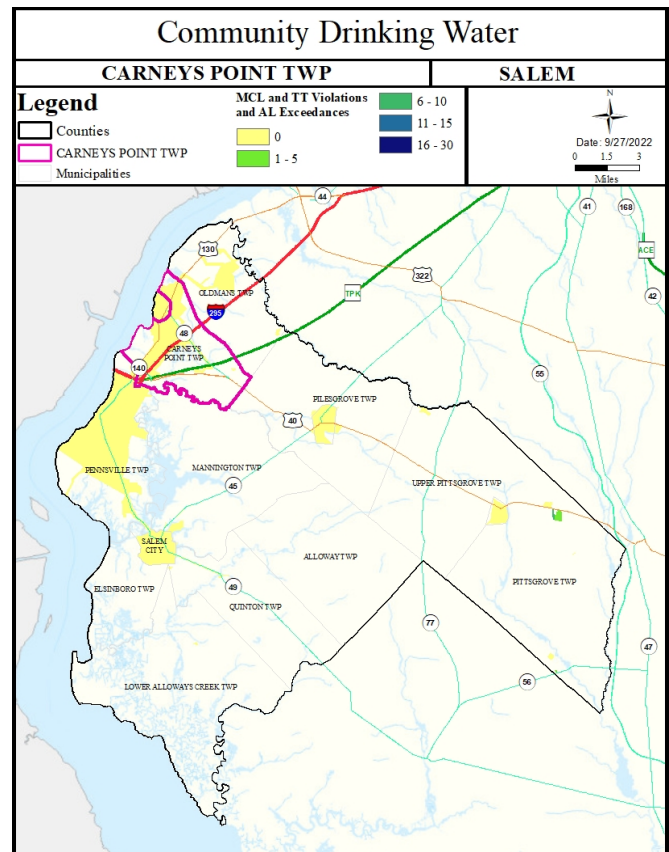 Community Drinking Water
CARNEYS POINT TWP
SALEM
Legend
Counties
CARNEYS POINT TWP
Municipalities
MCL and TT Violations
and AL Exceedances
0
1 - 5
6 - 10
11 - 15
16 - 30
N
Date: 9/27/2022
0 1.5 3
Miles
44
41
168
130
ACE
322
OLDMANS TWP
TPK
42
295
48
CARNEYS
POINT TWP
140
55
PILESGROVE TWP
40
PENNSVILLE TWP
MANNINGTON TWP
45
UPPER PITTSGROVE TWP
SALEM
CITY
ALLOWAY TWP
ELSINBORO TWP
49
PITTSGROVE TWP
QUINTON TWP
77
47
56
LOWER ALLOWAYS CREEK TWP